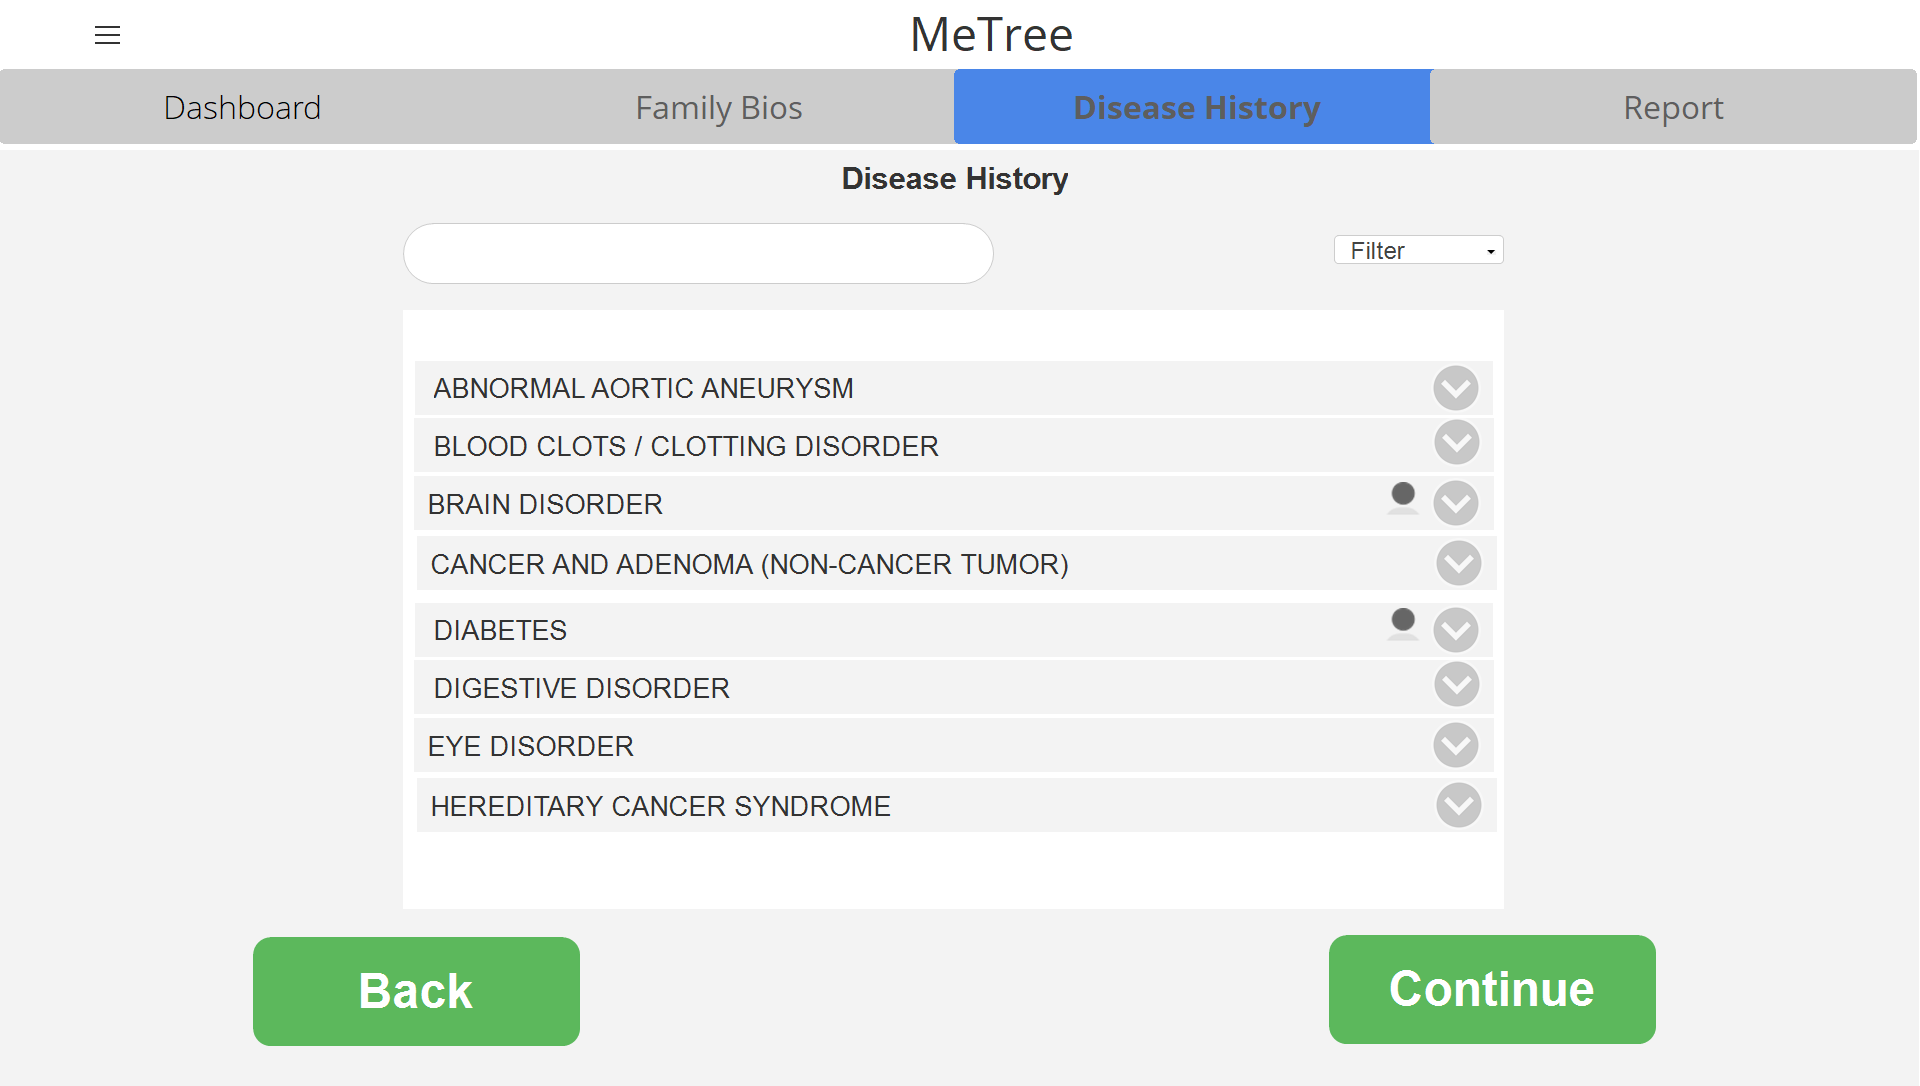 MeTree
Dashboard
Family Bios
Disease History
Report
Disease History
Filter
ABNORMAL AORTIC ANEURYSM
BLOOD CLOTS / CLOTTING DISORDER
BRAIN DISORDER
CANCER AND ADENOMA (NON-CANCER TUMOR)
DIABETES
DIGESTIVE DISORDER
EYE DISORDER
HEREDITARY CANCER SYNDROME
Back
Continue